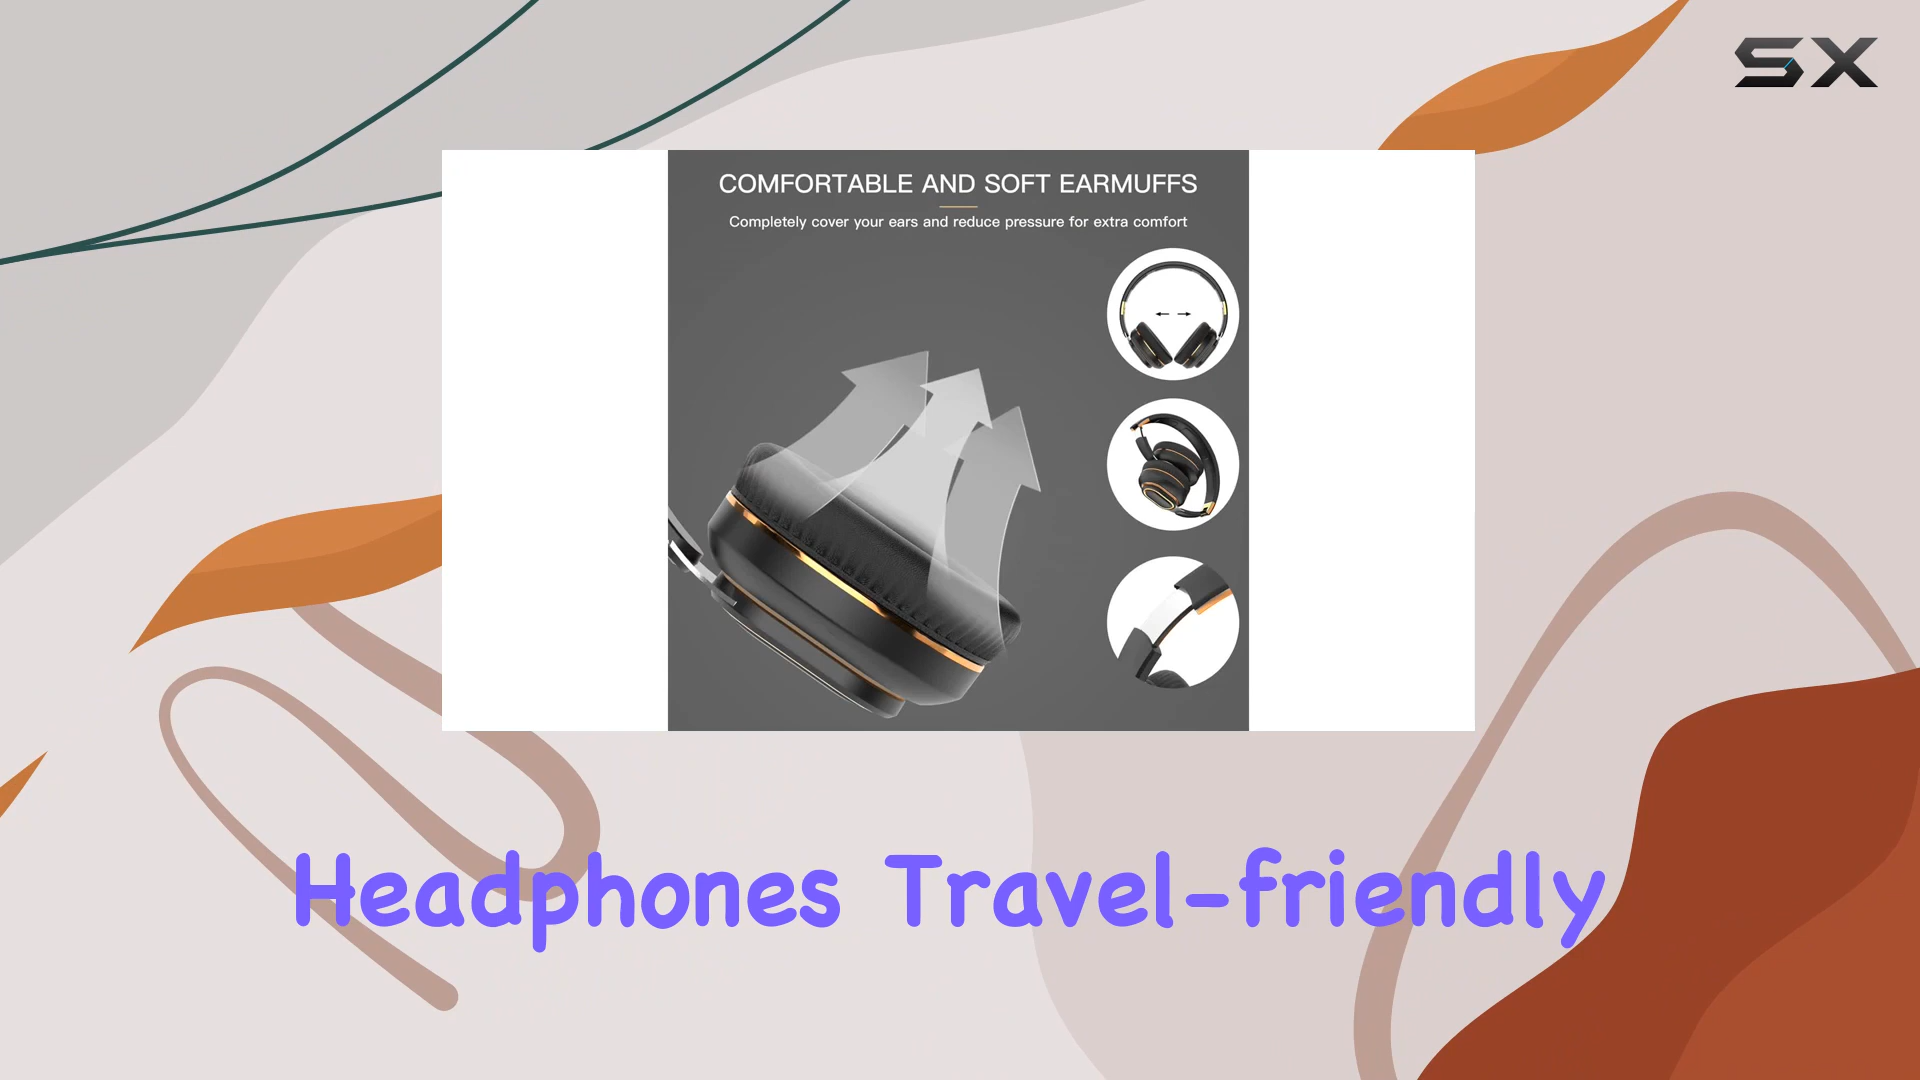 SX
COMFORTABLE AND SOFT EARMUFFS
Completely cover your ears and reduce pressure for extra comfort
Headphones Travel-friendly